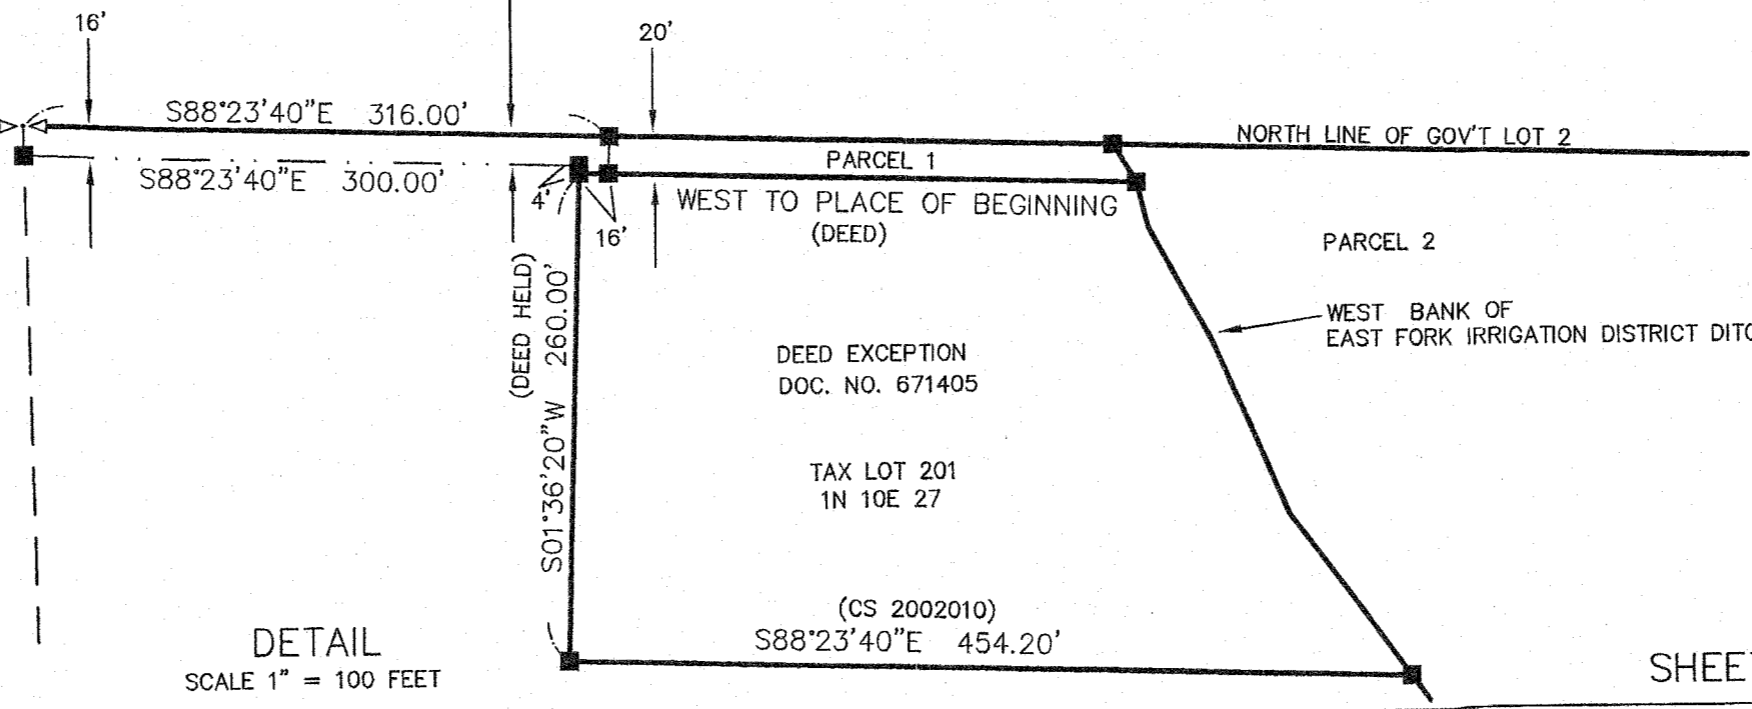 16'
20'
S88°23'40"E 316.00'
NORTH LINE OF GOV'T LOT 2
PARCEL 1
S88°23'40"E 300.00'
4'
16'
WEST TO PLACE OF BEGINNING
(DEED)
PARCEL 2
(DEED HELD)
S01°36'20"W 260.00'
WEST BANK OF
EAST FORK IRRIGATION DISTRICT DITC
DEED EXCEPTION
DOC. NO. 671405
TAX LOT 201
1N 10E 27
(CS 2002010)
S88°23'40"E 454.20'
DETAIL
SCALE 1" = 100 FEET
SHEET